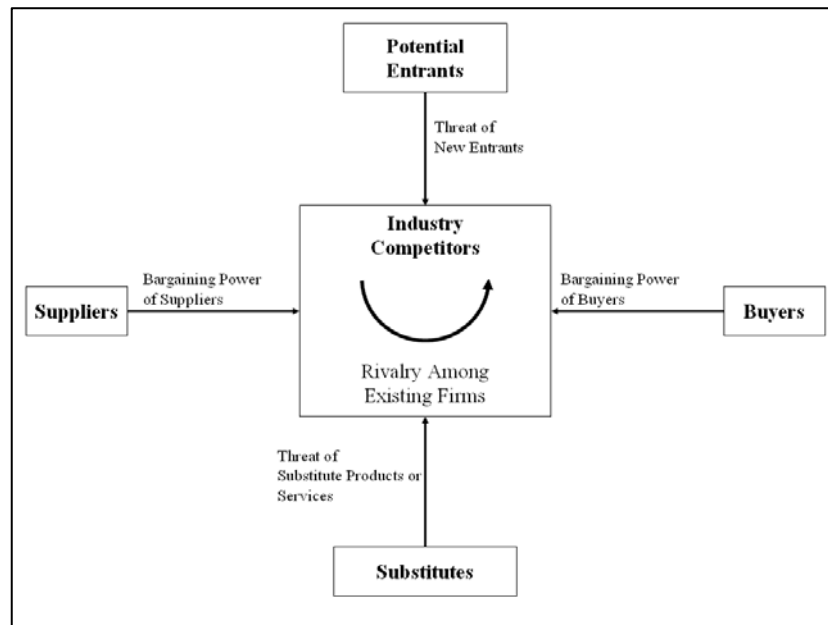 Potential
Entrants
Threat of
New Entrants
Industry
Competitors
Bargaining Power
of Suppliers
Suppliers
Bargaining Power
of Buyers
Buyers
Rivalry Among
Existing Firms
Threat of
Substitute Products or
Services
Substitutes